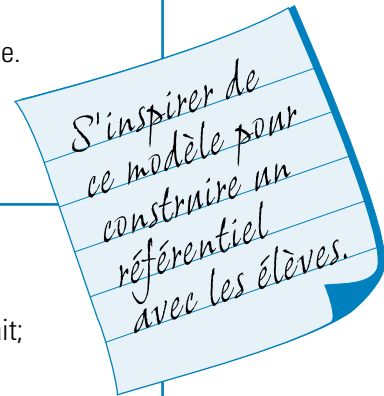 e.
S'inspirer de
ce modèle pour
construire un
référentiel
avec les élèves.
it;